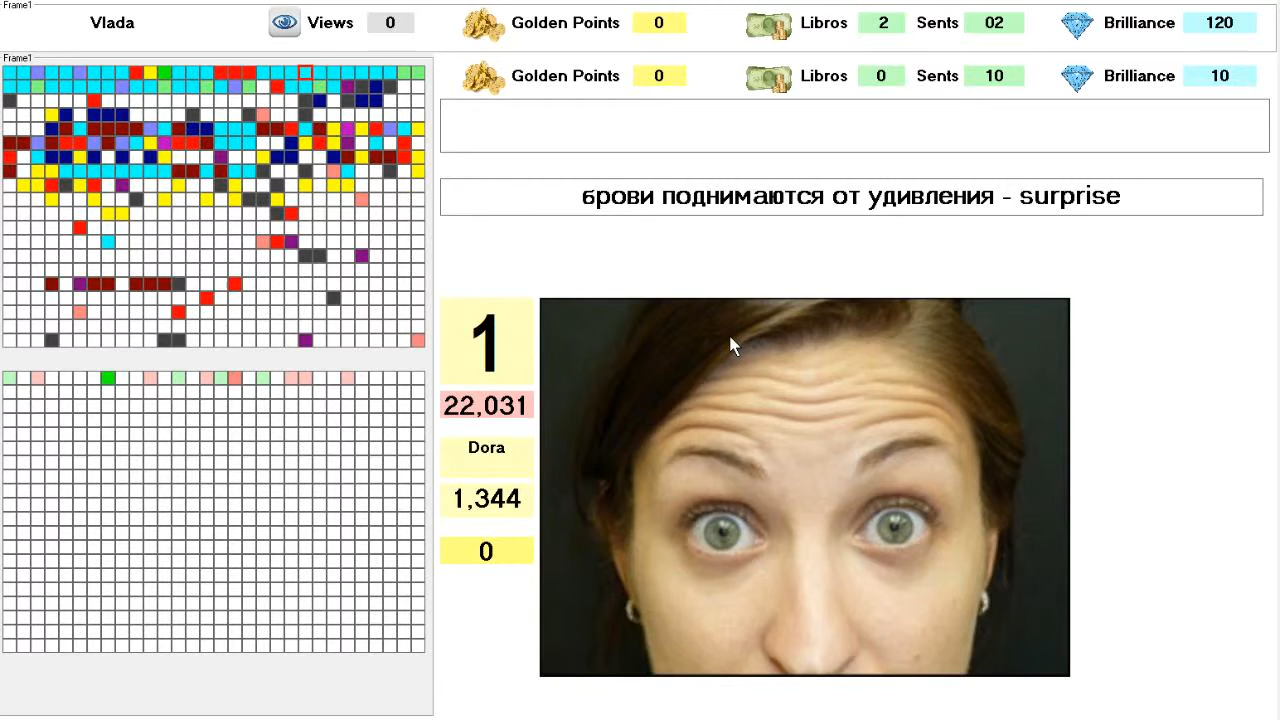 Frame1
Vlada Views 0 Golden Points 0 Libros 2 Sents 02 Brilliance 120
Frame1
Golden Points 0 Libros 0 Sents 10 Brilliance 10
брови поднимаются от удивления - surprise
1
22,031
Dora
1,344
0